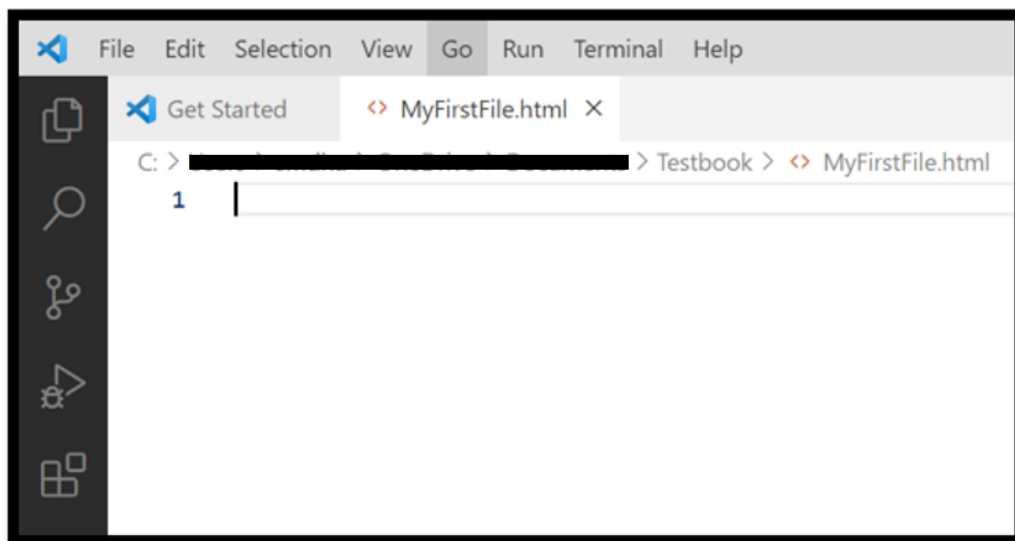 File Edit Selection View Go Run Terminal Help
Get Started <> MyFirstFile.html ×
C: > > Testbook > <> MyFirstFile.html
1